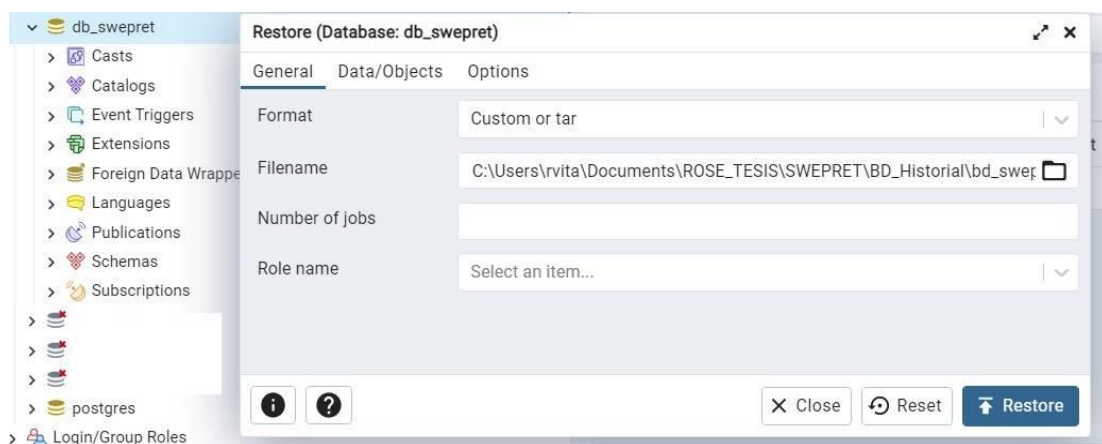 db_swepret
Casts
Catalogs
Event Triggers
Extensions
Foreign Data Wrappe
Languages
Publications
Schemas
Subscriptions
postgres
Login/Group Roles
Restore (Database: db_swepret)
General Data/Objects Options
Format Custom or tar
Filename C:\Users\rvita\Documents\ROSE_TESIS\SWEPRET\BD_Historial\bd_swep
Number of jobs
Role name Select an item...
Close Reset Restore
t